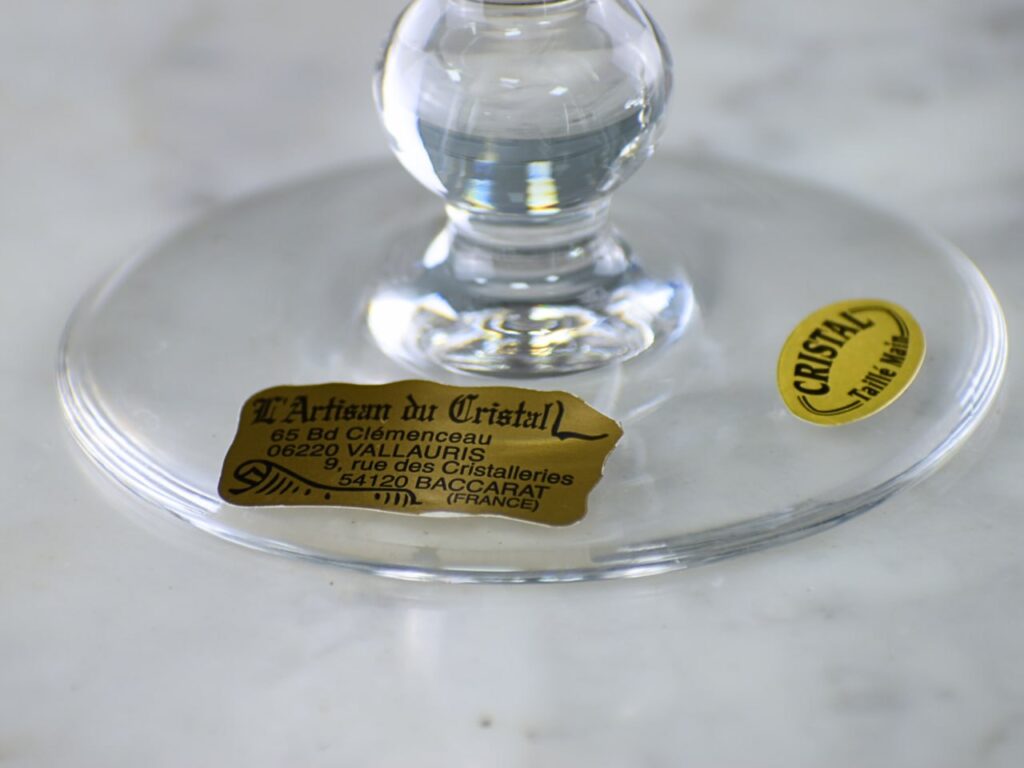 L'Artisan du Cristal
65 Bd Clémenceau
06220 VALLAURIS
9, rue des Cristalleries
54120 BACCARAT
(FRANCE)
CRISTAL
Taillé Main